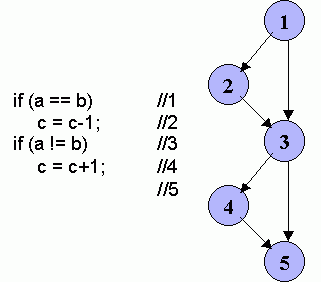 if (a == b) //1
c = c-1; //2
if (a != b) //3
c = c+1; //4
//5
1
2
3
4
5